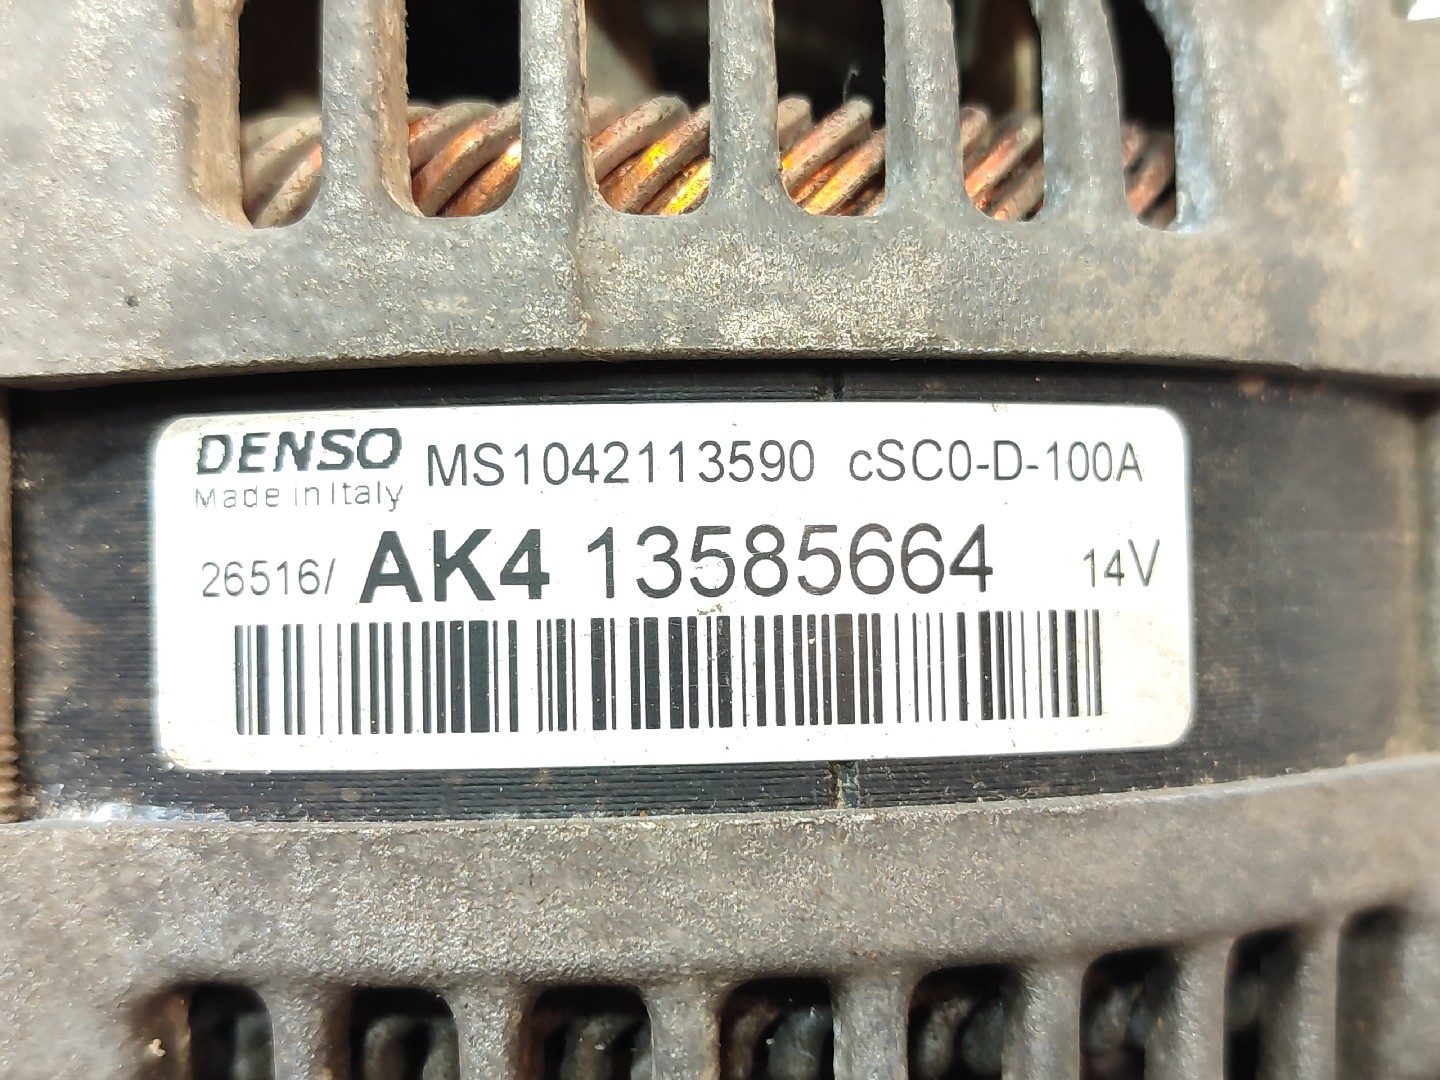 DENSO MS1042113590 cSC0-D-100A
Made in Italy
26516/ AK4 13585664 14V